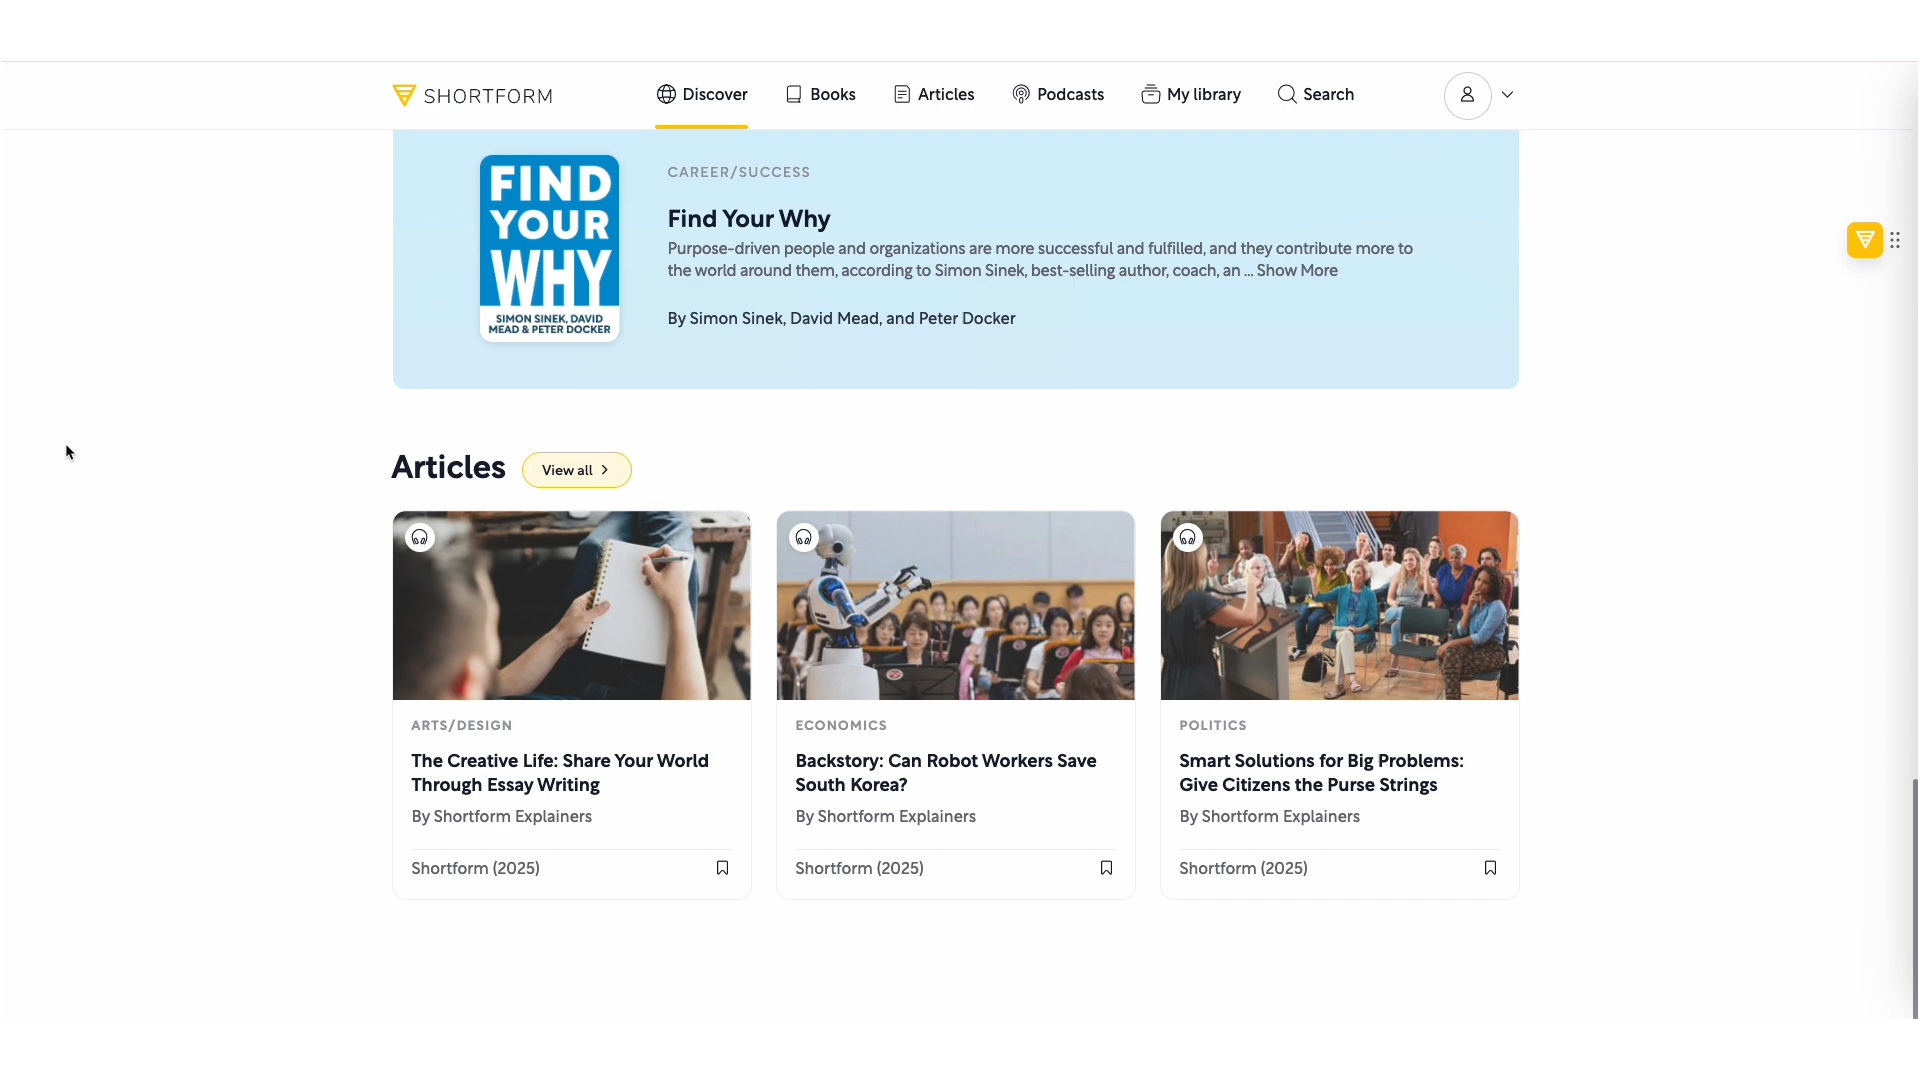 SHORTFORM
Discover
Books
Articles
Podcasts
My library
Search
FIND
YOUR
WHY
SIMON SINEK, DAVID
MEAD & PETER DOCKER
CAREER/SUCCESS
Find Your Why
Purpose-driven people and organizations are more successful and fulfilled, and they contribute more to
the world around them, according to Simon Sinek, best-selling author, coach, an ... Show More
By Simon Sinek, David Mead, and Peter Docker
Articles
View all
ARTS/DESIGN
The Creative Life: Share Your World
Through Essay Writing
By Shortform Explainers
Shortform (2025)
ECONOMICS
Backstory: Can Robot Workers Save
South Korea?
By Shortform Explainers
Shortform (2025)
POLITICS
Smart Solutions for Big Problems:
Give Citizens the Purse Strings
By Shortform Explainers
Shortform (2025)